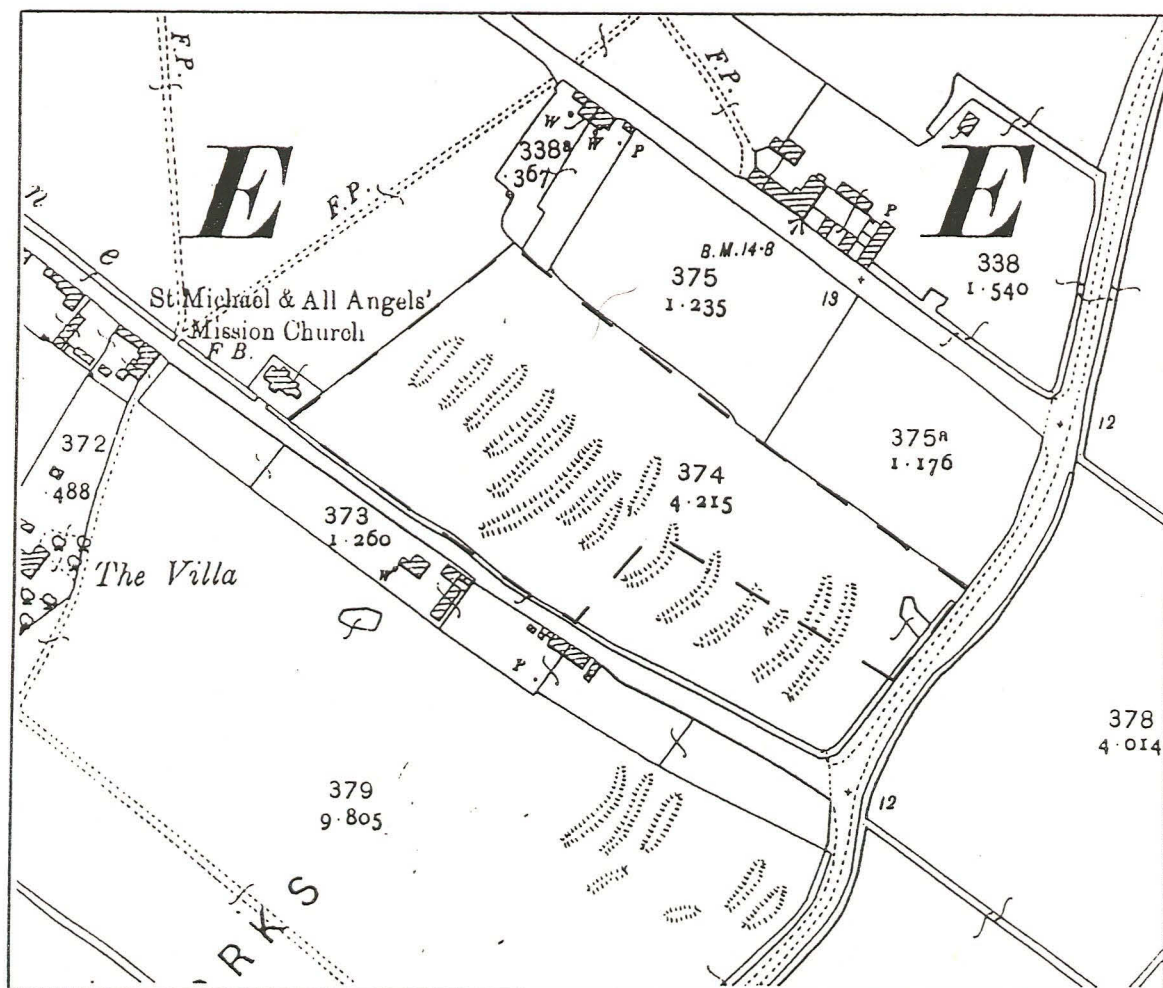 F.P.
F.P.
F.P.
W
W
P
338ᵃ
·367
E
E
P
B.M. 14·8
13
375
1·235
338
1·540
n
e
St. Michael & All Angels'
Mission Church
F.B.
12
375ᵃ
1·176
372
·488
374
4·215
373
1·260
W
The Villa
P
378
4·014
379
9·805
12
RKS